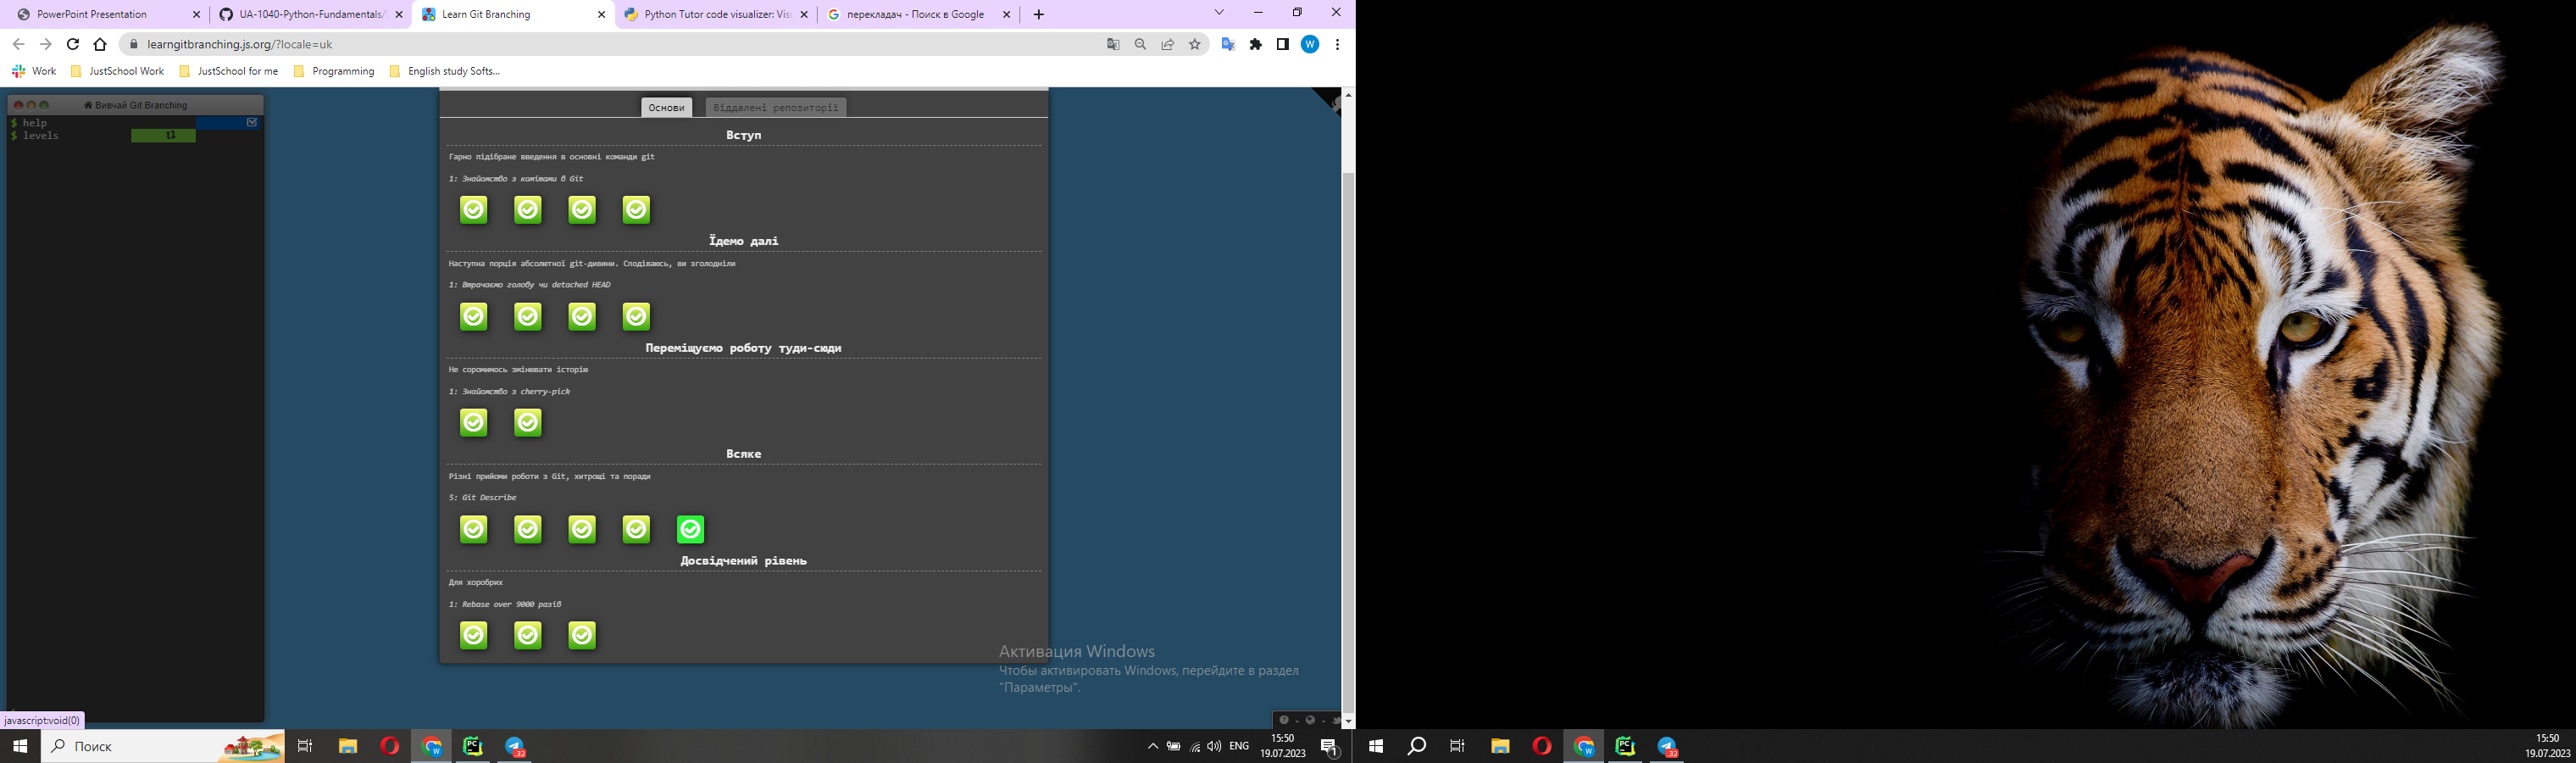 PowerPoint Presentation
UA-1040-Python-Fundamentals/
Learn Git Branching
Python Tutor code visualizer: Vis
перекладач - Поиск в Google
learngitbranching.js.org/?locale=uk
W
Work
JustSchool Work
JustSchool for me
Programming
English study Softs...
Вивчай Git Branching
$ help
$ levels
Основи
Віддалені репозиторії
Вступ
Гарно підібране введення в основні команди git
1: Знайомство з комітами в Git
Їдемо далі
Наступна порція абсолютної git-дивини. Сподіваюсь, ви зголодніли
1: Втрачаємо голову чи detached HEAD
Переміщуємо роботу туди-сюди
Не соромимось змінювати історію
1: Знайомство з cherry-pick
Всяке
Різні прийоми роботи з Git, хитрощі та поради
5: Git Describe
Досвідчений рівень
Для хоробрих
1: Rebase over 9000 разів
Активация Windows
Чтобы активировать Windows, перейдите в раздел
"Параметры".
javascript:void(0)
Поиск
W
PC
32
ENG
15:50
19.07.2023
1
W
PC
32
15:50
19.07.2023